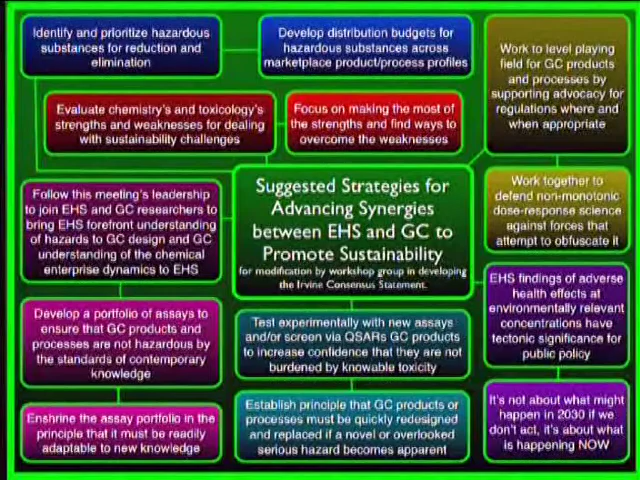 Identify and prioritize hazardous
substances for reduction and
elimination
Develop distribution budgets for
hazardous substances across
marketplace product/process profiles
Work to level playing
field for GC products
and processes by
supporting advocacy for
regulations where and
when appropriate
Evaluate chemistry's and toxicology's
strengths and weaknesses for dealing
with sustainability challenges
Focus on making the most of
the strengths and find ways to
overcome the weaknesses
Suggested Strategies for
Advancing Synergies
between EHS and GC to
Promote Sustainability
for modification by workshop group in developing
the Irvine Consensus Statement.
Work together to
defend non-monotonic
dose-response science
against forces that
attempt to obfuscate it
Follow this meeting's leadership
to join EHS and GC researchers to
bring EHS forefront understanding
of hazards to GC design and GC
understanding of the chemical
enterprise dynamics to EHS
EHS findings of adverse
health effects at
environmentally relevant
concentrations have
tectonic significance for
public policy
Develop a portfolio of assays to
ensure that GC products and
processes are not hazardous by
the standards of contemporary
knowledge
Test experimentally with new assays
and/or screen via QSARs GC products
to increase confidence that they are not
burdened by knowable toxicity
Enshrine the assay portfolio in the
principle that it must be readily
adaptable to new knowledge
Establish principle that GC products or
processes must be quickly redesigned
and replaced if a novel or overlooked
serious hazard becomes apparent
It's not about what might
happen in 2030 if we
don't act, it's about what
is happening NOW